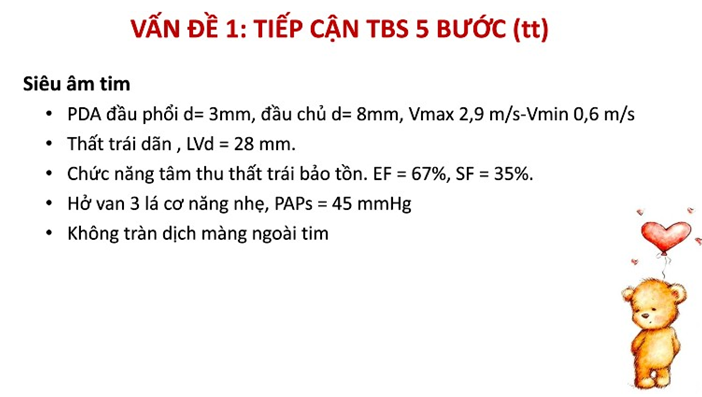 VẤN ĐỀ 1: TIẾP CẬN TBS 5 BƯỚC (tt)
Siêu âm tim
• PDA đầu phổi d= 3mm, đầu chủ d= 8mm, Vmax 2,9 m/s-Vmin 0,6 m/s
• Thất trái dãn , LVd = 28 mm.
• Chức năng tâm thu thất trái bảo tồn. EF = 67%, SF = 35%.
• Hở van 3 lá cơ năng nhẹ, PAPs = 45 mmHg
• Không tràn dịch màng ngoài tim